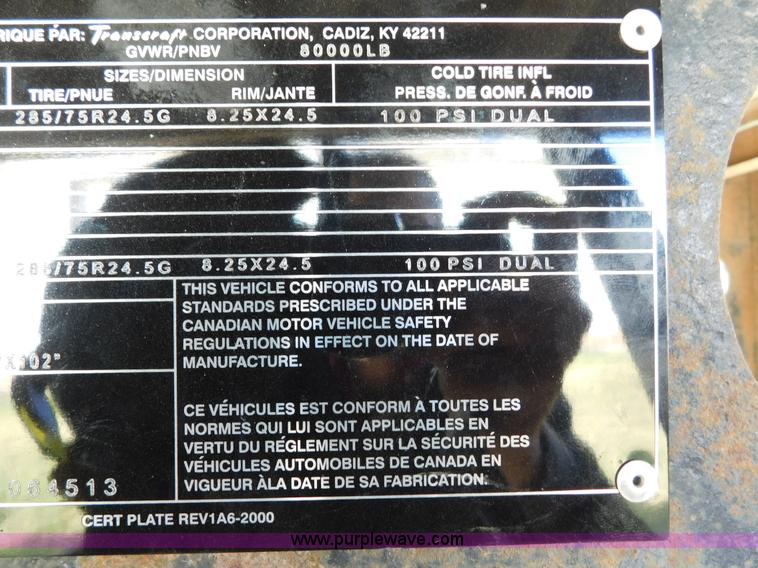 RIQUE PAR: Transcraft CORPORATION, CADIZ, KY 42211
GVWR/PNBV 80000LB
SIZES/DIMENSION COLD TIRE INFL
TIRE/PNUE RIM/JANTE PRESS. DE GONF. À FROID
285/75R24.5G 8.25X24.5 100 PSI DUAL
285/75R24.5G 8.25X24.5 100 PSI DUAL
THIS VEHICLE CONFORMS TO ALL APPLICABLE
STANDARDS PRESCRIBED UNDER THE
CANADIAN MOTOR VEHICLE SAFETY
REGULATIONS IN EFFECT ON THE DATE OF
X102" MANUFACTURE.
CE VÉHICULES EST CONFORM À TOUTES LES
NORMES QUI LUI SONT APPLICABLES EN
VERTU DU RÉGLEMENT SUR LA SÉCURITÉ DES
VÉHICULES AUTOMOBILES DE CANADA EN
064513 VIGUEUR ÀLA DATE DE SA FABRICATION.
CERT PLATE REV1A6-2000
www.purplewave.com